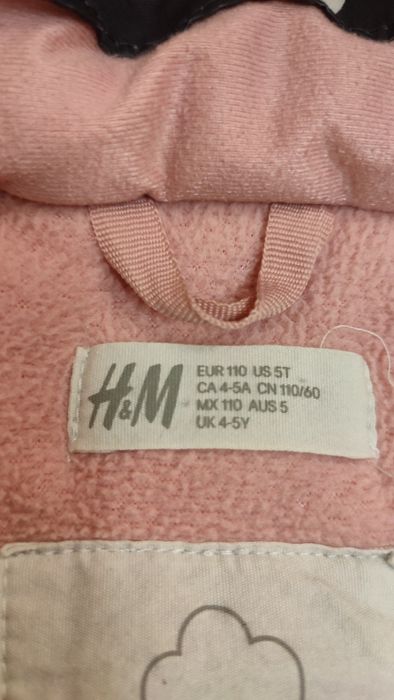 H&M
EUR 110 US 5T
CA 4-5A CN 110/60
MX 110 AUS 5
UK 4-5Y